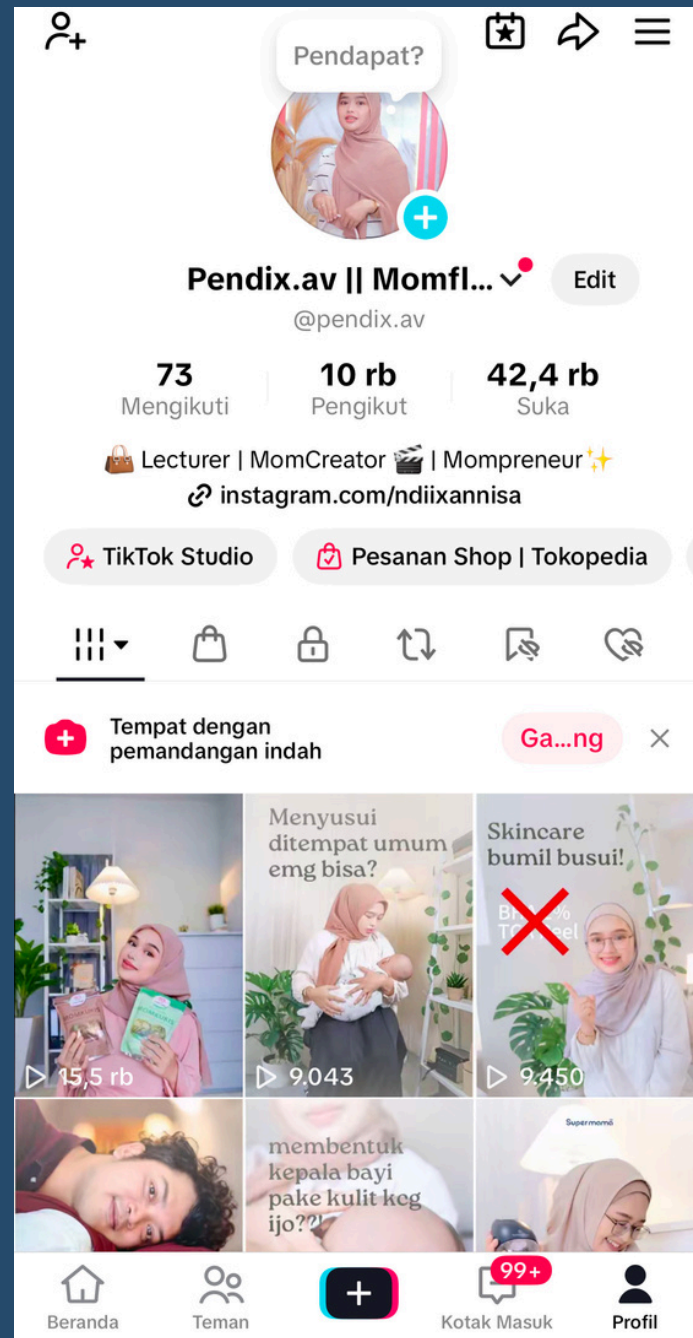 Pendapat?
Pendix.av || Momfl...
Edit
@pendix.av
73
Mengikuti
10 rb
Pengikut
42,4 rb
Suka
👜 Lecturer | MomCreator 🎬 | Mompreneur✨
instagram.com/ndiixannisa
TikTok Studio
Pesanan Shop | Tokopedia
Tempat dengan
pemandangan indah
Ga...ng
15,5 rb
Menyusui
ditempat umum
emg bisa?
9.043
Skincare
bumil busui!
9.450
membentuk
kepala bayi
pake kulit kcg
ijo??!
Supermamā
Beranda
Teman
99+
Kotak Masuk
Profil